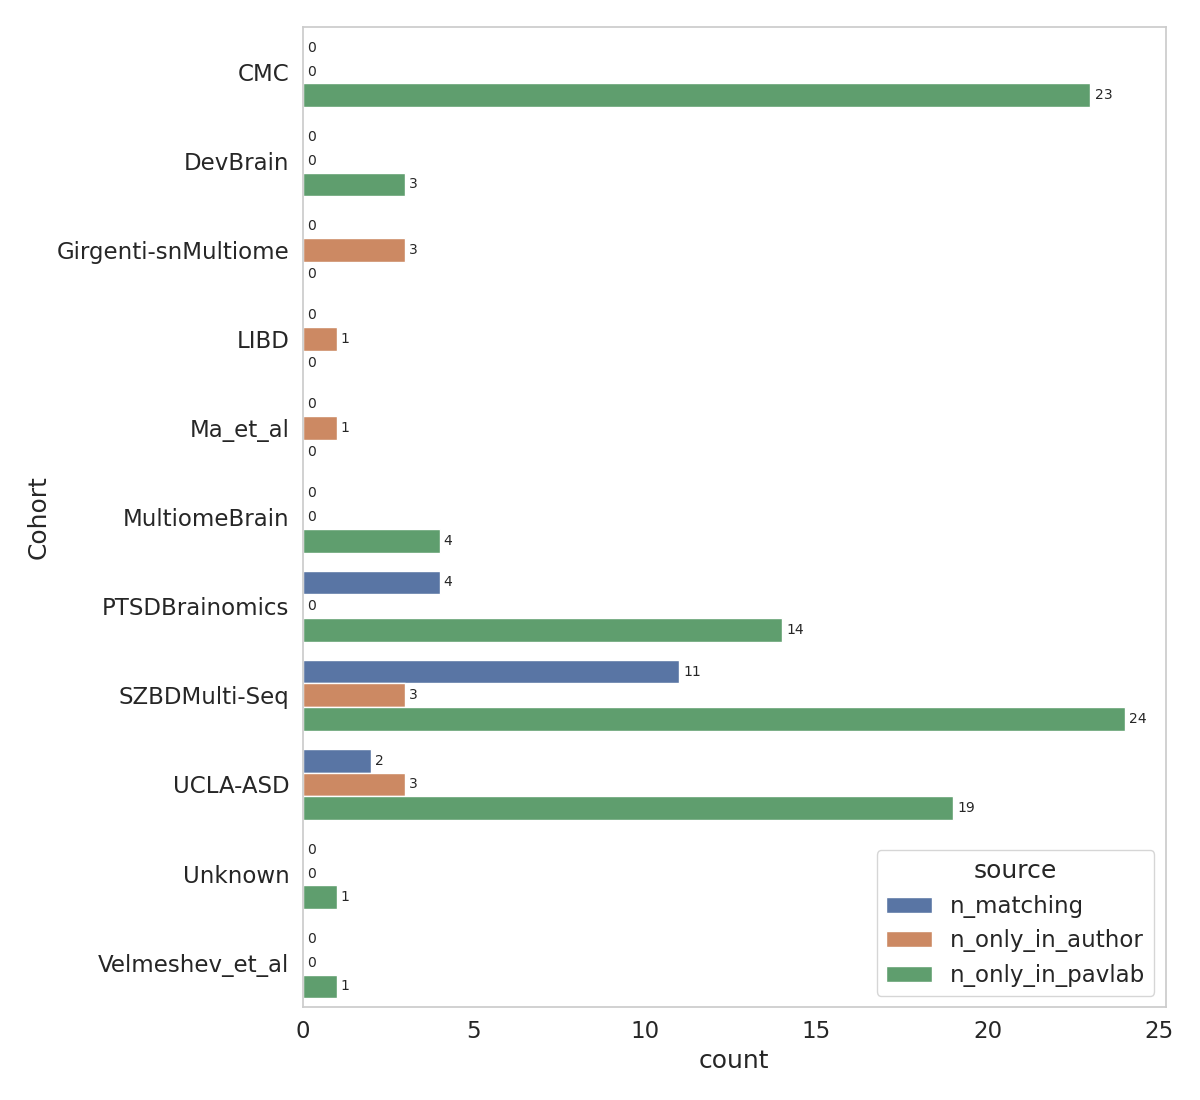 CMC
0
0
23
DevBrain
0
0
3
Girgenti-snMultiome
0
3
0
LIBD
0
1
0
Ma_et_al
0
1
0
MultiomeBrain
0
0
4
PTSDBrainomics
4
0
14
SZBDMulti-Seq
11
3
24
UCLA-ASD
2
3
19
Unknown
0
0
1
Velmeshev_et_al
0
0
1
Cohort
0 5 10 15 20 25
count
source
n_matching
n_only_in_author
n_only_in_pavlab